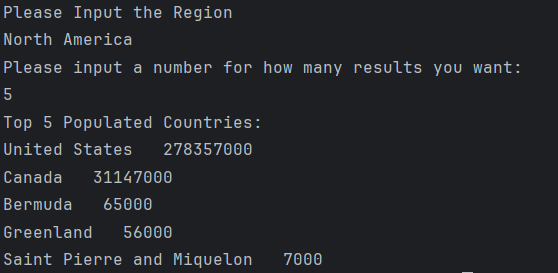 Please Input the Region
North America
Please input a number for how many results you want:
5
Top 5 Populated Countries:
United States   278357000
Canada   31147000
Bermuda   65000
Greenland   56000
Saint Pierre and Miquelon   7000